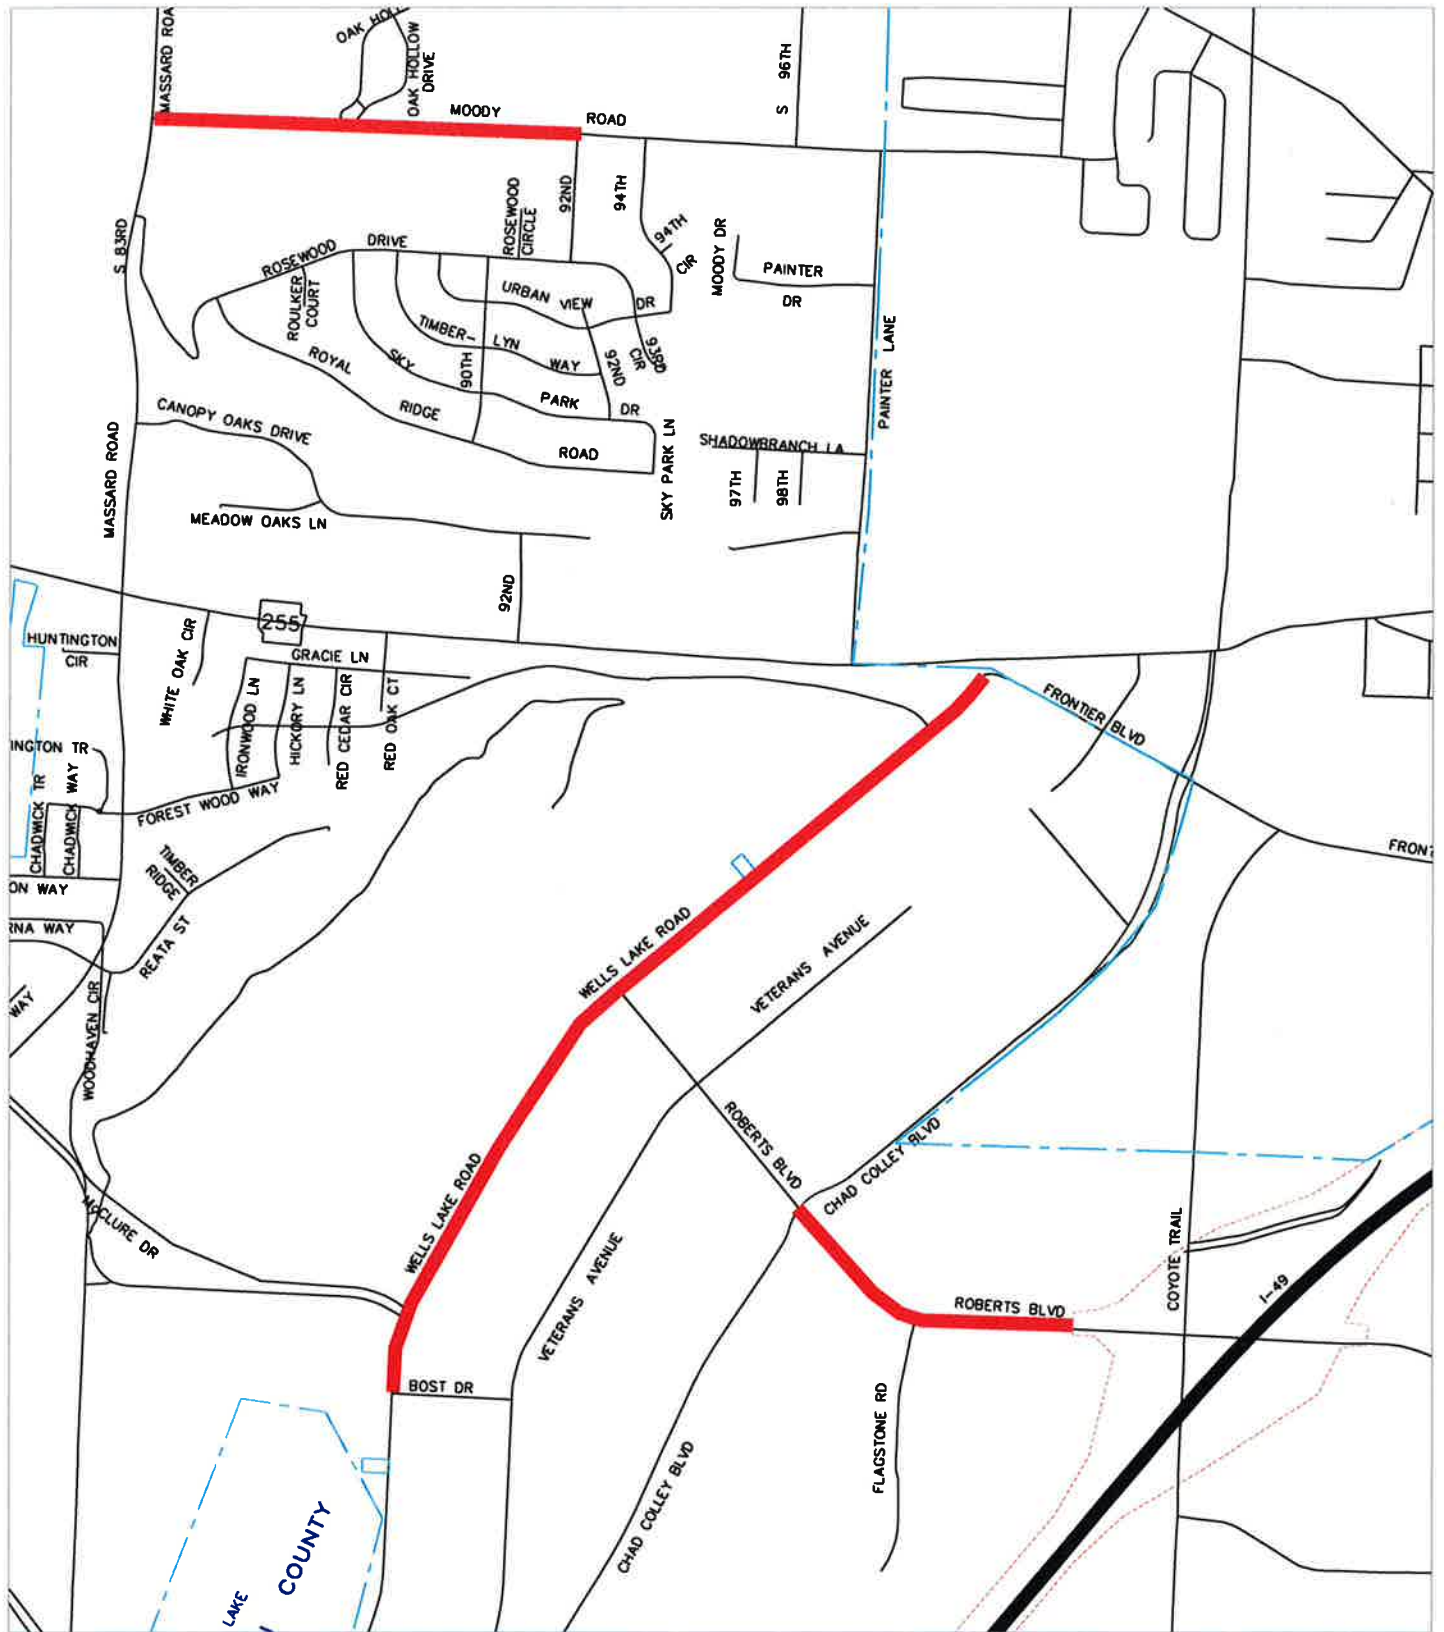 MASSARD ROA
OAK HOLL
OAK HOLLOW
DRIVE
S 96TH
MOODY ROAD
S 83RD
ROSEWOOD DRIVE
ROSEWOOD
CIRCLE
92ND
94TH
94TH
CIR
MOODY DR
PAINTER
DR
ROULKER
COURT
URBAN VIEW DR
TIMBER-LYN WAY
93RD
CIR
92ND
PAINTER LANE
ROYAL RIDGE ROAD
SKY PARK DR
90TH
CANOPY OAKS DRIVE
MASSARD ROAD
SKY PARK LN
SHADOWBRANCH LA
97TH
98TH
MEADOW OAKS LN
92ND
255
HUNTINGTON
CIR
WHITE OAK CIR
GRACIE LN
IRONWOOD LN
HICKORY LN
RED CEDAR CIR
RED OAK CT
FRONTIER BLVD
INGTON TR
CHADWICK TR
CHADWICK WAY
FOREST WOOD WAY
FRONT
TIMBER
RIDGE
ON WAY
RNA WAY
REATA ST
WAY
WOODHAVEN CIR
WELLS LAKE ROAD
VETERANS AVENUE
ROBERTS BLVD
CHAD COLLEY BLVD
WELLS LAKE ROAD
McCLURE DR
VETERANS AVENUE
COYOTE TRAIL
I-49
ROBERTS BLVD
BOST DR
FLAGSTONE RD
CHAD COLLEY BLVD
COUNTY
LAKE